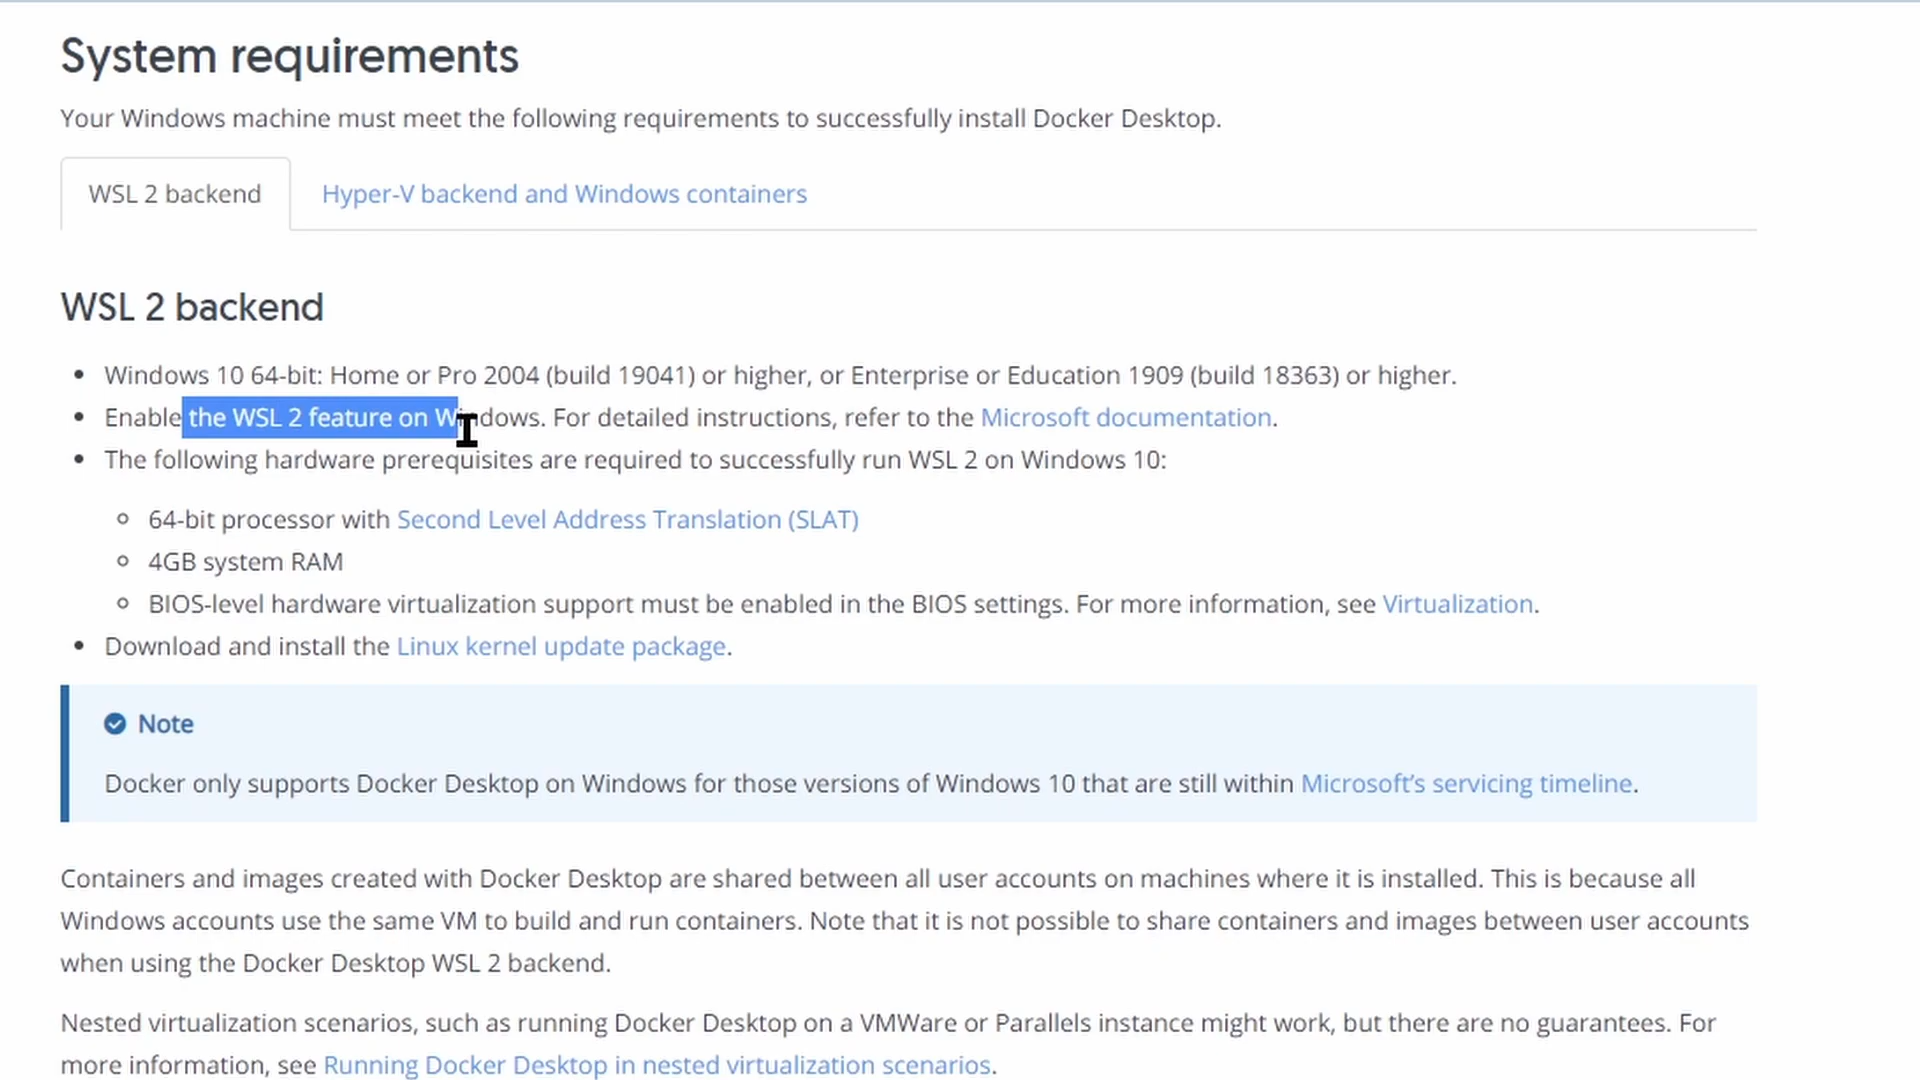 System requirements
Your Windows machine must meet the following requirements to successfully install Docker Desktop.
WSL 2 backend
Hyper-V backend and Windows containers
WSL 2 backend
Windows 10 64-bit: Home or Pro 2004 (build 19041) or higher, or Enterprise or Education 1909 (build 18363) or higher.
Enable the WSL 2 feature on Windows. For detailed instructions, refer to the Microsoft documentation.
The following hardware prerequisites are required to successfully run WSL 2 on Windows 10:
64-bit processor with Second Level Address Translation (SLAT)
4GB system RAM
BIOS-level hardware virtualization support must be enabled in the BIOS settings. For more information, see Virtualization.
Download and install the Linux kernel update package.
Note
Docker only supports Docker Desktop on Windows for those versions of Windows 10 that are still within Microsoft’s servicing timeline.
Containers and images created with Docker Desktop are shared between all user accounts on machines where it is installed. This is because all
Windows accounts use the same VM to build and run containers. Note that it is not possible to share containers and images between user accounts
when using the Docker Desktop WSL 2 backend.
Nested virtualization scenarios, such as running Docker Desktop on a VMWare or Parallels instance might work, but there are no guarantees. For
more information, see Running Docker Desktop in nested virtualization scenarios.